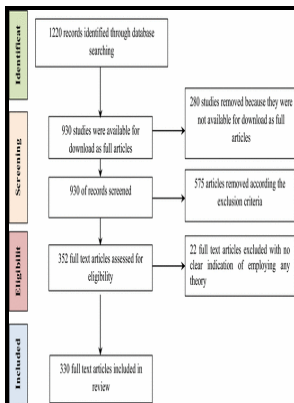 Identificat
1220 records identified through database
searching
280 studies removed because they were
not available for download as full
articles
930 studies were available for
download as full articles
Screening
930 of records screened
575 articles removed according the
exclusion criteria
Eligibilit
352 full text articles assessed for
eligibility
22 full text articles excluded with no
clear indication of employing any
theory
Included
330 full text articles included in
review